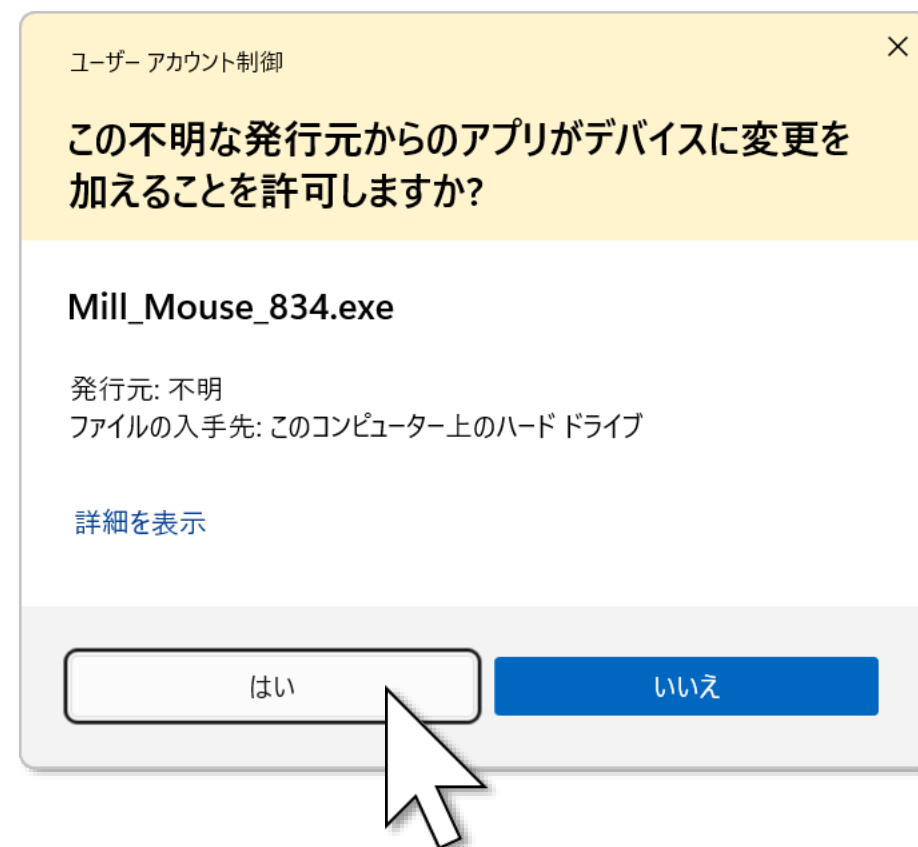 ユーザー アカウント制御
この不明な発行元からのアプリがデバイスに変更を
加えることを許可しますか?
Mill_Mouse_834.exe
発行元: 不明
ファイルの入手先: このコンピューター上のハード ドライブ
詳細を表示
はい
いいえ